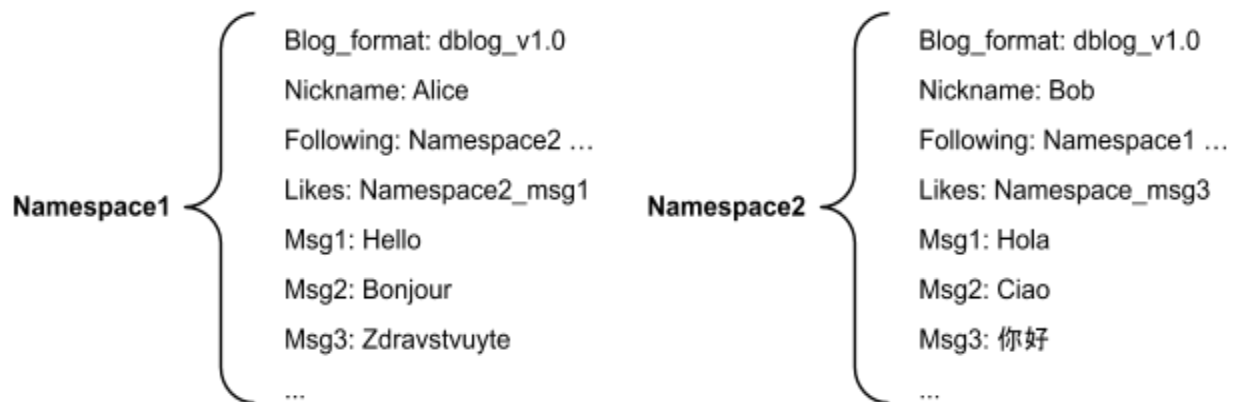 Namespace1
Blog_format: dblog_v1.0
Nickname: Alice
Following: Namespace2 ...
Likes: Namespace2_msg1
Msg1: Hello
Msg2: Bonjour
Msg3: Zdravstvuyte
...
Namespace2
Blog_format: dblog_v1.0
Nickname: Bob
Following: Namespace1 ...
Likes: Namespace_msg3
Msg1: Hola
Msg2: Ciao
Msg3: 你好
...